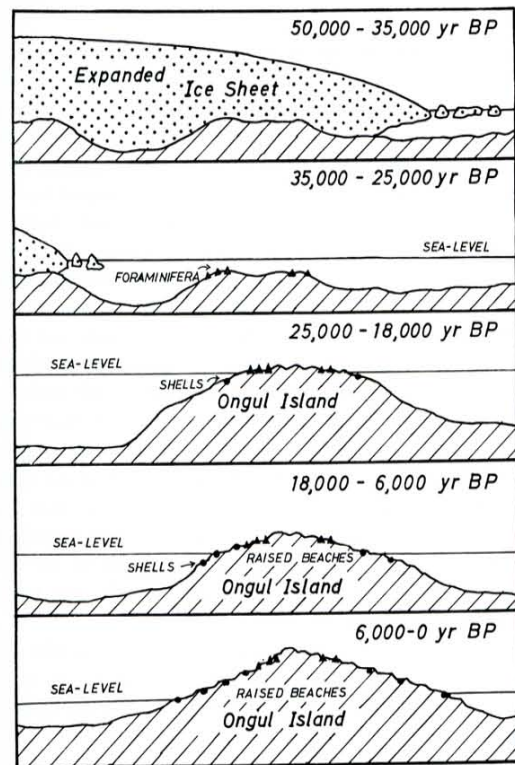 50,000 - 35,000 yr BP
Expanded
Ice Sheet
35,000 - 25,000 yr BP
SEA-LEVEL
FORAMINIFERA
25,000 - 18,000 yr BP
SEA-LEVEL
SHELLS
Ongul Island
18,000 - 6,000 yr BP
SEA-LEVEL
RAISED BEACHES
SHELLS
Ongul Island
6,000-0 yr BP
SEA-LEVEL
RAISED BEACHES
Ongul Island